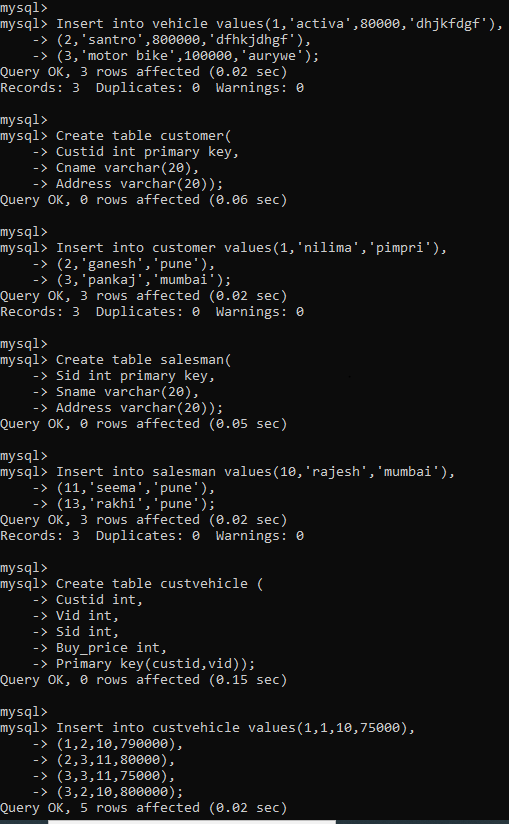 mysql>
mysql> Insert into vehicle values(1,'activa',80000,'dhjkfdgf'),
    -> (2,'santro',800000,'dfhkjdhgf'),
    -> (3,'motor bike',100000,'aurywe');
Query OK, 3 rows affected (0.02 sec)
Records: 3  Duplicates: 0  Warnings: 0

mysql>
mysql> Create table customer(
    -> Custid int primary key,
    -> Cname varchar(20),
    -> Address varchar(20));
Query OK, 0 rows affected (0.06 sec)

mysql>
mysql> Insert into customer values(1,'nilima','pimpri'),
    -> (2,'ganesh','pune'),
    -> (3,'pankaj','mumbai');
Query OK, 3 rows affected (0.02 sec)
Records: 3  Duplicates: 0  Warnings: 0

mysql>
mysql> Create table salesman(
    -> Sid int primary key,
    -> Sname varchar(20),
    -> Address varchar(20));
Query OK, 0 rows affected (0.05 sec)

mysql>
mysql> Insert into salesman values(10,'rajesh','mumbai'),
    -> (11,'seema','pune'),
    -> (13,'rakhi','pune');
Query OK, 3 rows affected (0.02 sec)
Records: 3  Duplicates: 0  Warnings: 0

mysql>
mysql> Create table custvehicle (
    -> Custid int,
    -> Vid int,
    -> Sid int,
    -> Buy_price int,
    -> Primary key(custid,vid));
Query OK, 0 rows affected (0.15 sec)

mysql>
mysql> Insert into custvehicle values(1,1,10,75000),
    -> (1,2,10,790000),
    -> (2,3,11,80000),
    -> (3,3,11,75000),
    -> (3,2,10,800000);
Query OK, 5 rows affected (0.02 sec)